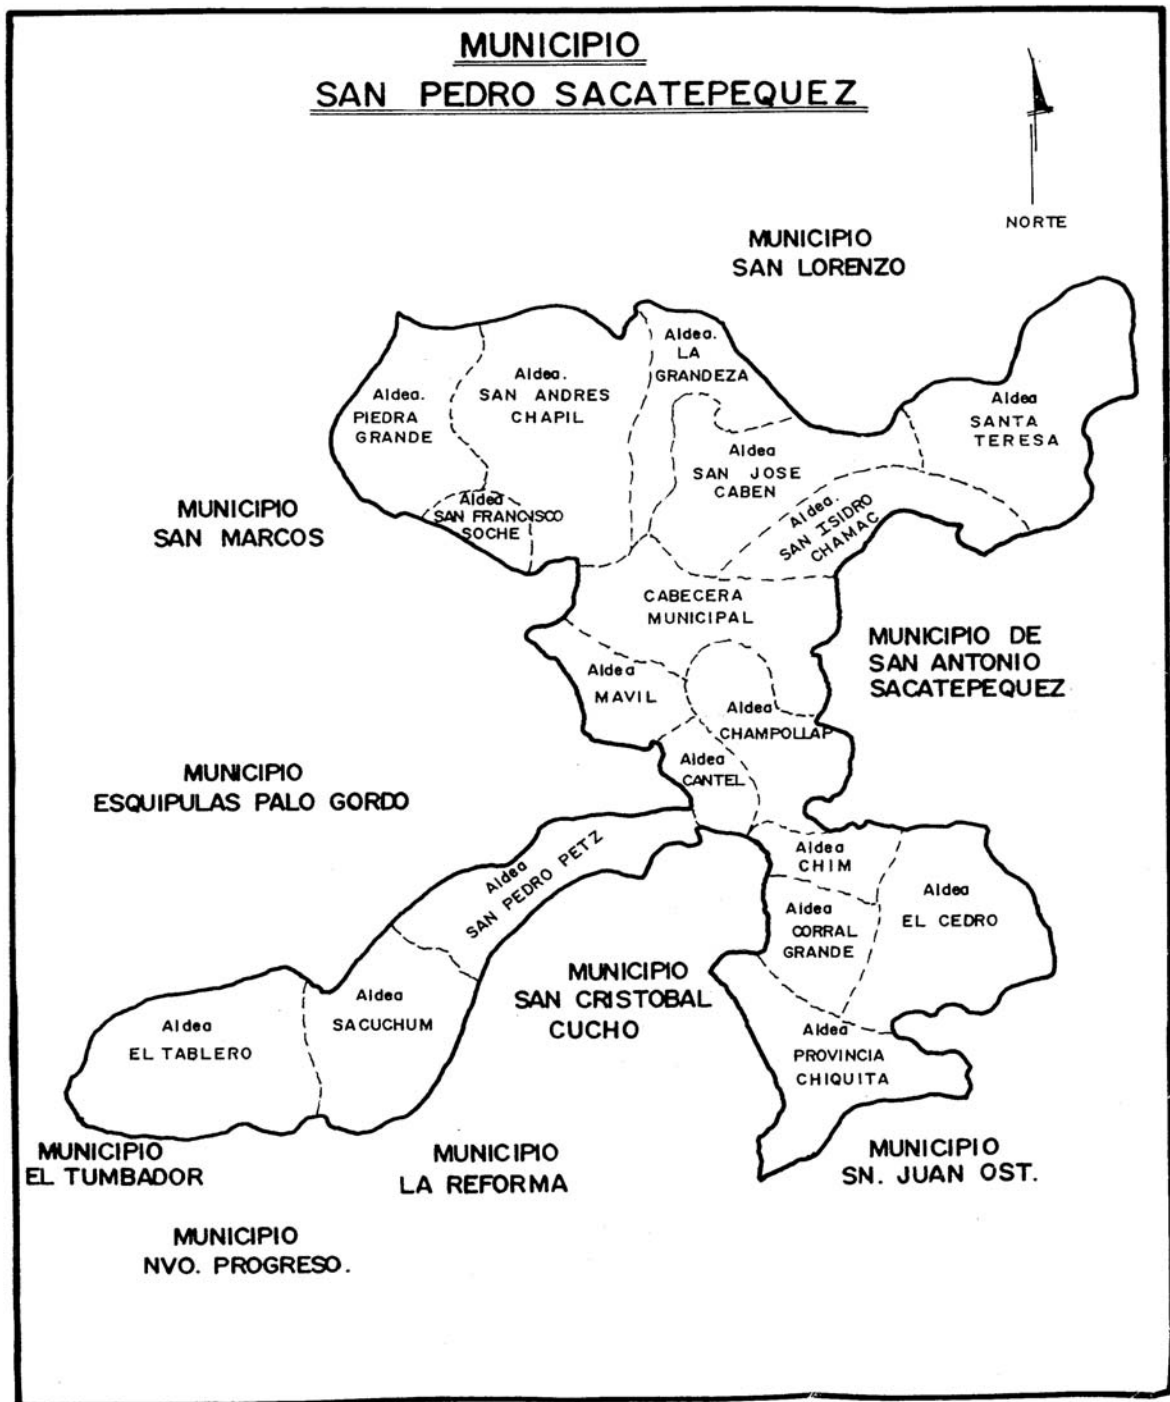 MUNICIPIO
SAN PEDRO SACATEPEQUEZ
NORTE
MUNICIPIO
SAN LORENZO
Aldea.
LA
GRANDEZA
Aldea.
SAN ANDRES
CHAPIL
Aldea.
PIEDRA
GRANDE
Aldea
SANTA
TERESA
Aldea
SAN JOSE
CABEN
Aldea.
SAN ISIDRO
CHAMAC
Aldea
SAN FRANCISCO
SOCHE
MUNICIPIO
SAN MARCOS
CABECERA
MUNICIPAL
MUNICIPIO DE
SAN ANTONIO
SACATEPEQUEZ
Aldea
MAVIL
Aldea
CHAMPOLLAP
Aldea
CANTEL
MUNICIPIO
ESQUIPULAS PALO GORDO
Aldea
SAN PEDRO PETZ
Aldea
CHIM
Aldea
EL CEDRO
Aldea
CORRAL
GRANDE
MUNICIPIO
SAN CRISTOBAL
CUCHO
Aldea
SACUCHUM
Aldea
EL TABLERO
Aldea
PROVINCIA
CHIQUITA
MUNICIPIO
EL TUMBADOR
MUNICIPIO
LA REFORMA
MUNICIPIO
SN. JUAN OST.
MUNICIPIO
NVO. PROGRESO.